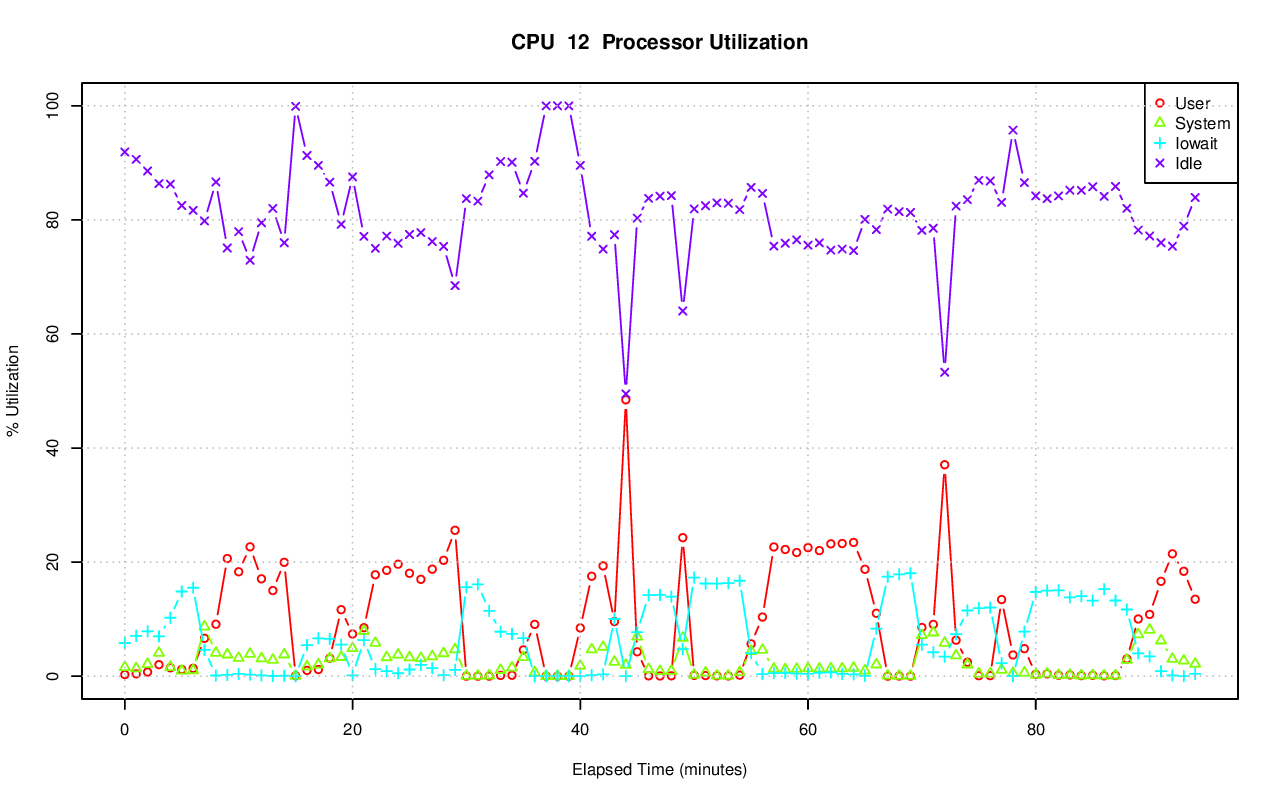 CPU  12  Processor Utilization
User
System
Iowait
Idle
% Utilization
100
80
60
40
20
0
0 20 40 60 80
Elapsed Time (minutes)